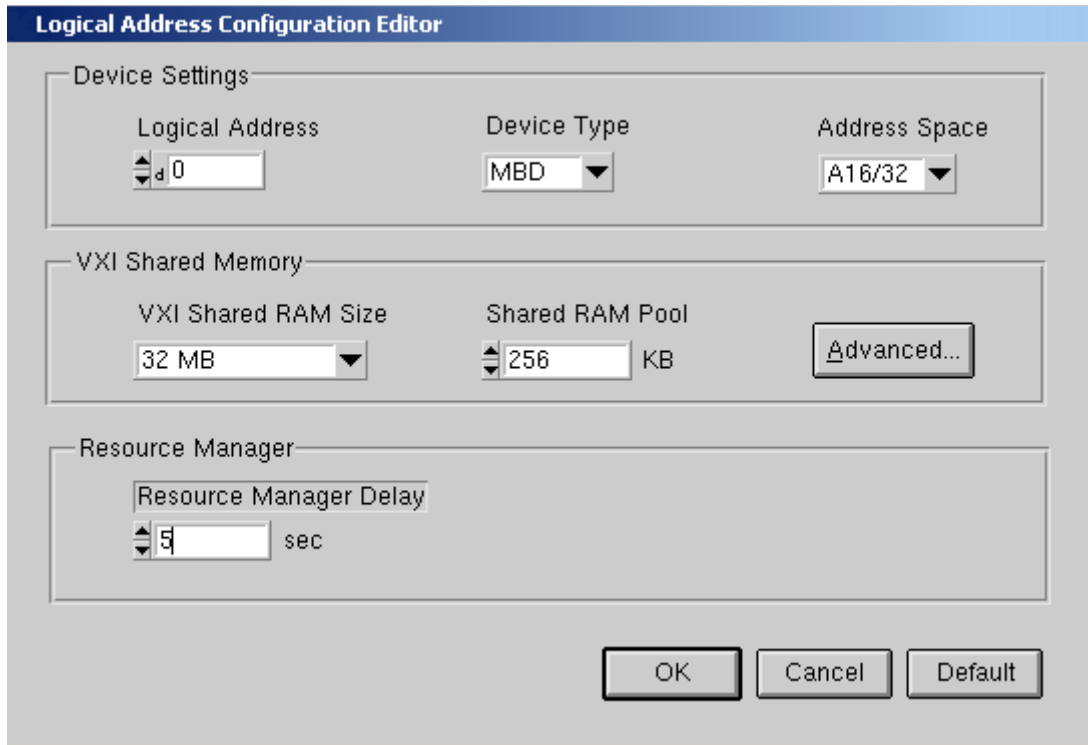 Logical Address Configuration Editor
Device Settings
Logical Address Device Type Address Space
d 0 MBD A16/32
VXI Shared Memory
VXI Shared RAM Size Shared RAM Pool
32 MB 256 KB Advanced...
Resource Manager
Resource Manager Delay
5 sec
OK Cancel Default